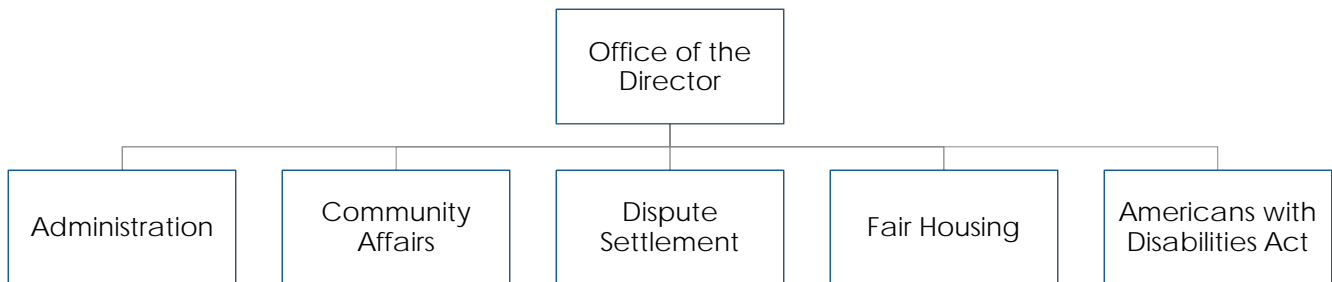 Office of the
Director
Administration
Community
Affairs
Dispute
Settlement
Fair Housing
Americans with
Disabilities Act